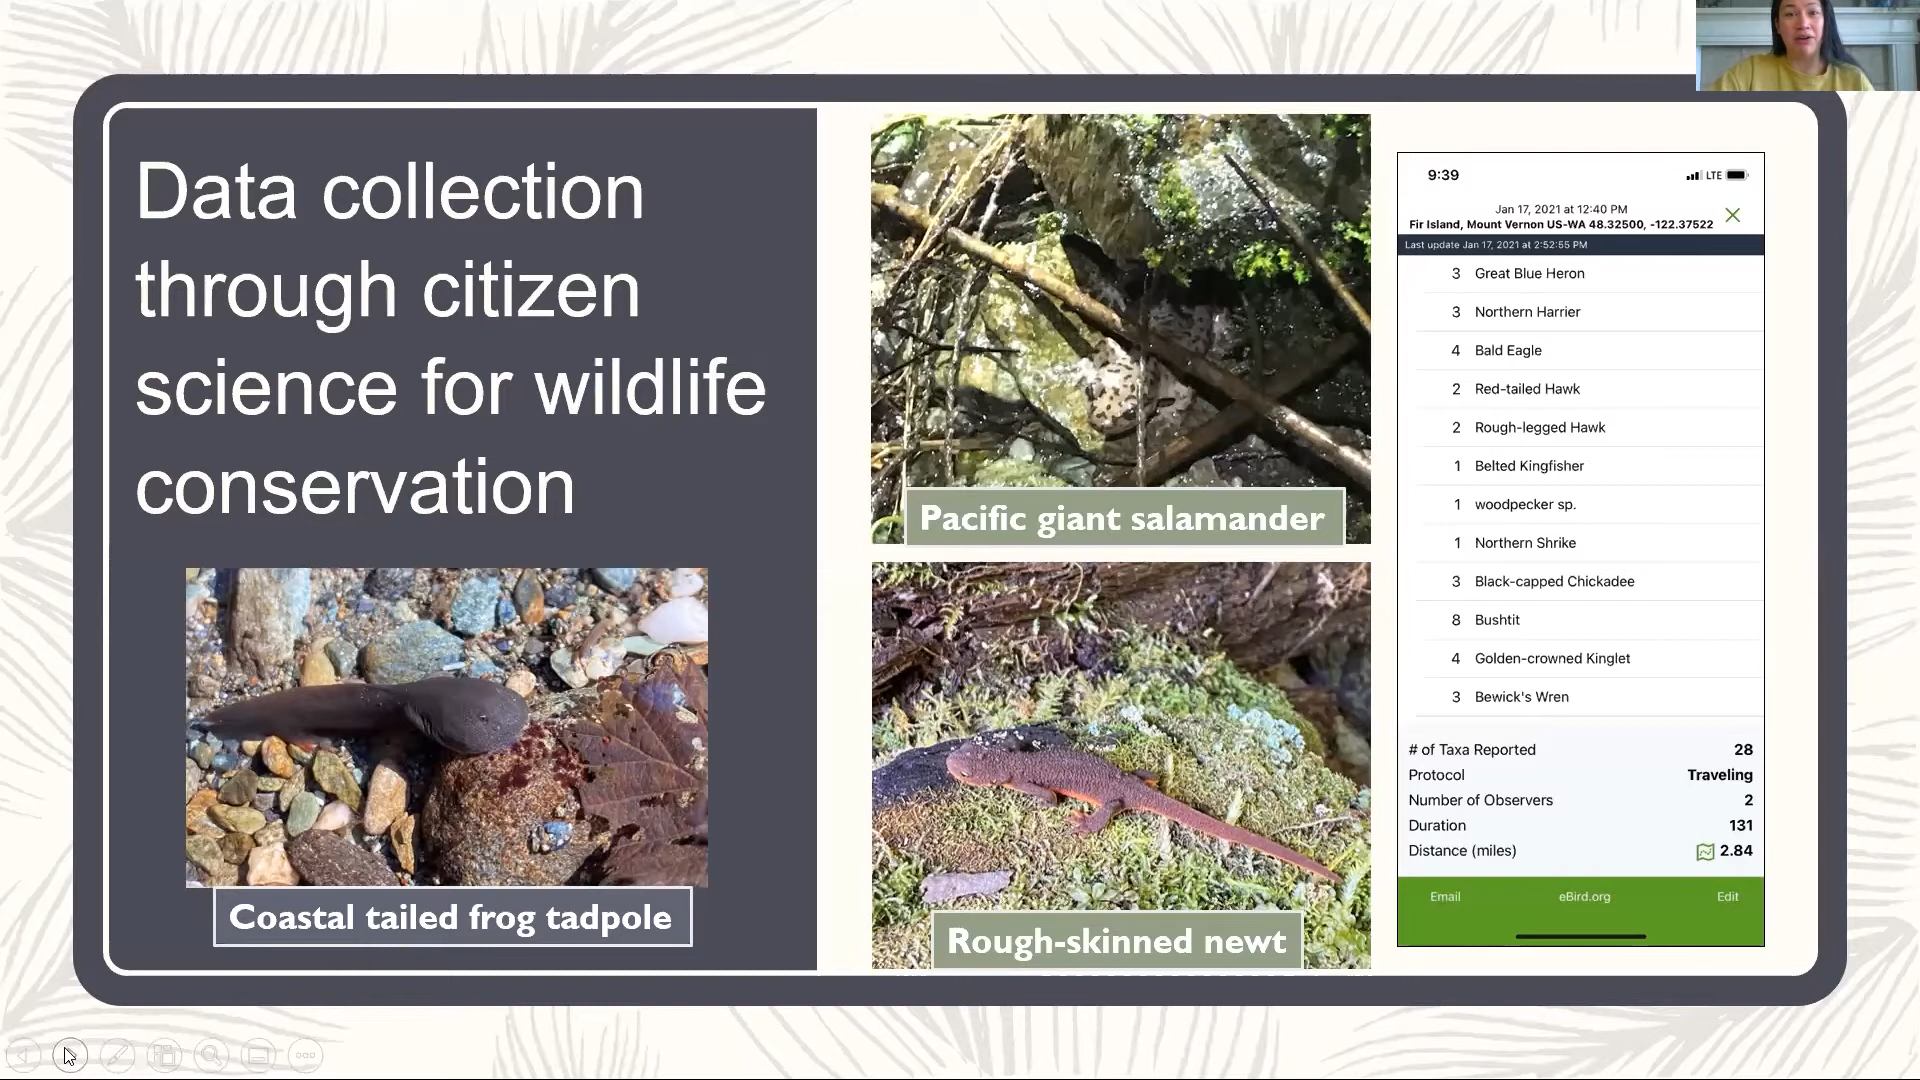 Data collection
through citizen
science for wildlife
conservation
Coastal tailed frog tadpole
Pacific giant salamander
Rough-skinned newt
9:39
LTE
Jan 17, 2021 at 12:40 PM
Fir Island, Mount Vernon US-WA 48.32500, -122.37522
Last update Jan 17, 2021 at 2:52:55 PM
3 Great Blue Heron
3 Northern Harrier
4 Bald Eagle
2 Red-tailed Hawk
2 Rough-legged Hawk
1 Belted Kingfisher
1 woodpecker sp.
1 Northern Shrike
3 Black-capped Chickadee
8 Bushtit
4 Golden-crowned Kinglet
3 Bewick's Wren
# of Taxa Reported 28
Protocol Traveling
Number of Observers 2
Duration 131
Distance (miles) 2.84
Email eBird.org Edit